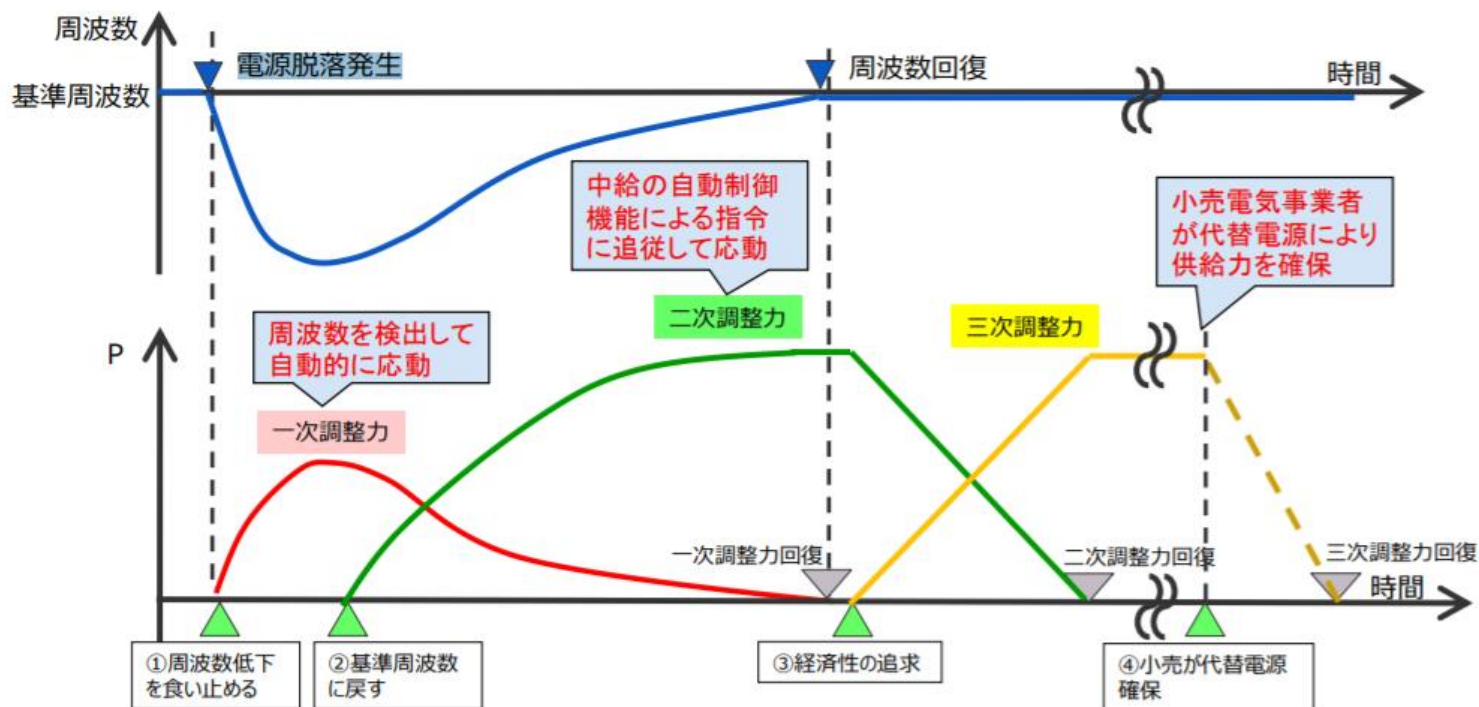 周波数
電源脱落発生
周波数回復
時間
基準周波数
中給の自動制御
機能による指令
に追従して応動
小売電気事業者
が代替電源により
供給力を確保
二次調整力
三次調整力
P
周波数を検出して
自動的に応動
一次調整力
一次調整力回復
二次調整力回復
三次調整力回復
時間
①周波数低下
を食い止める
②基準周波数
に戻す
③経済性の追求
④小売が代替電源
確保